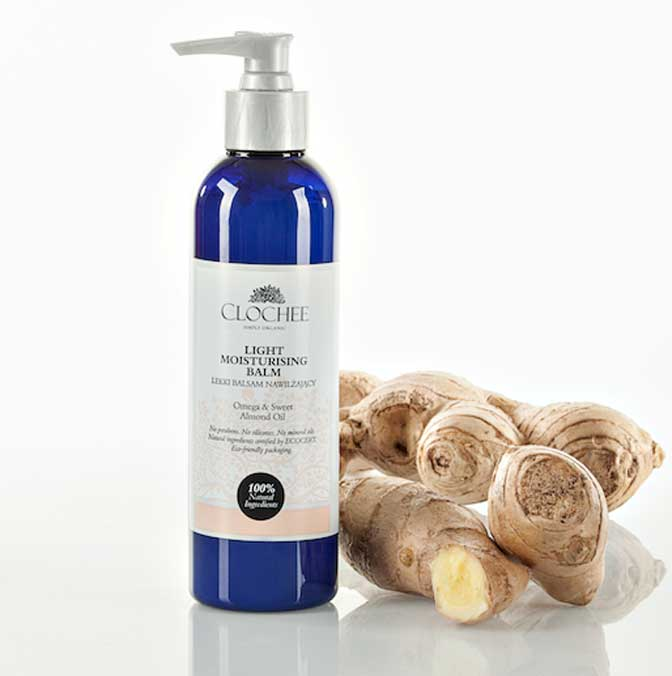 CLOCHEE
SIMPLY ORGANIC
LIGHT
MOISTURISING
BALM
LEKKI BALSAM NAWILŻAJĄCY
Omega & Sweet
Almond Oil
No parabens. No silicones. No mineral oils.
Natural ingredients certified by ECOCERT.
Eco-friendly packaging.
100%
Natural
Ingredients